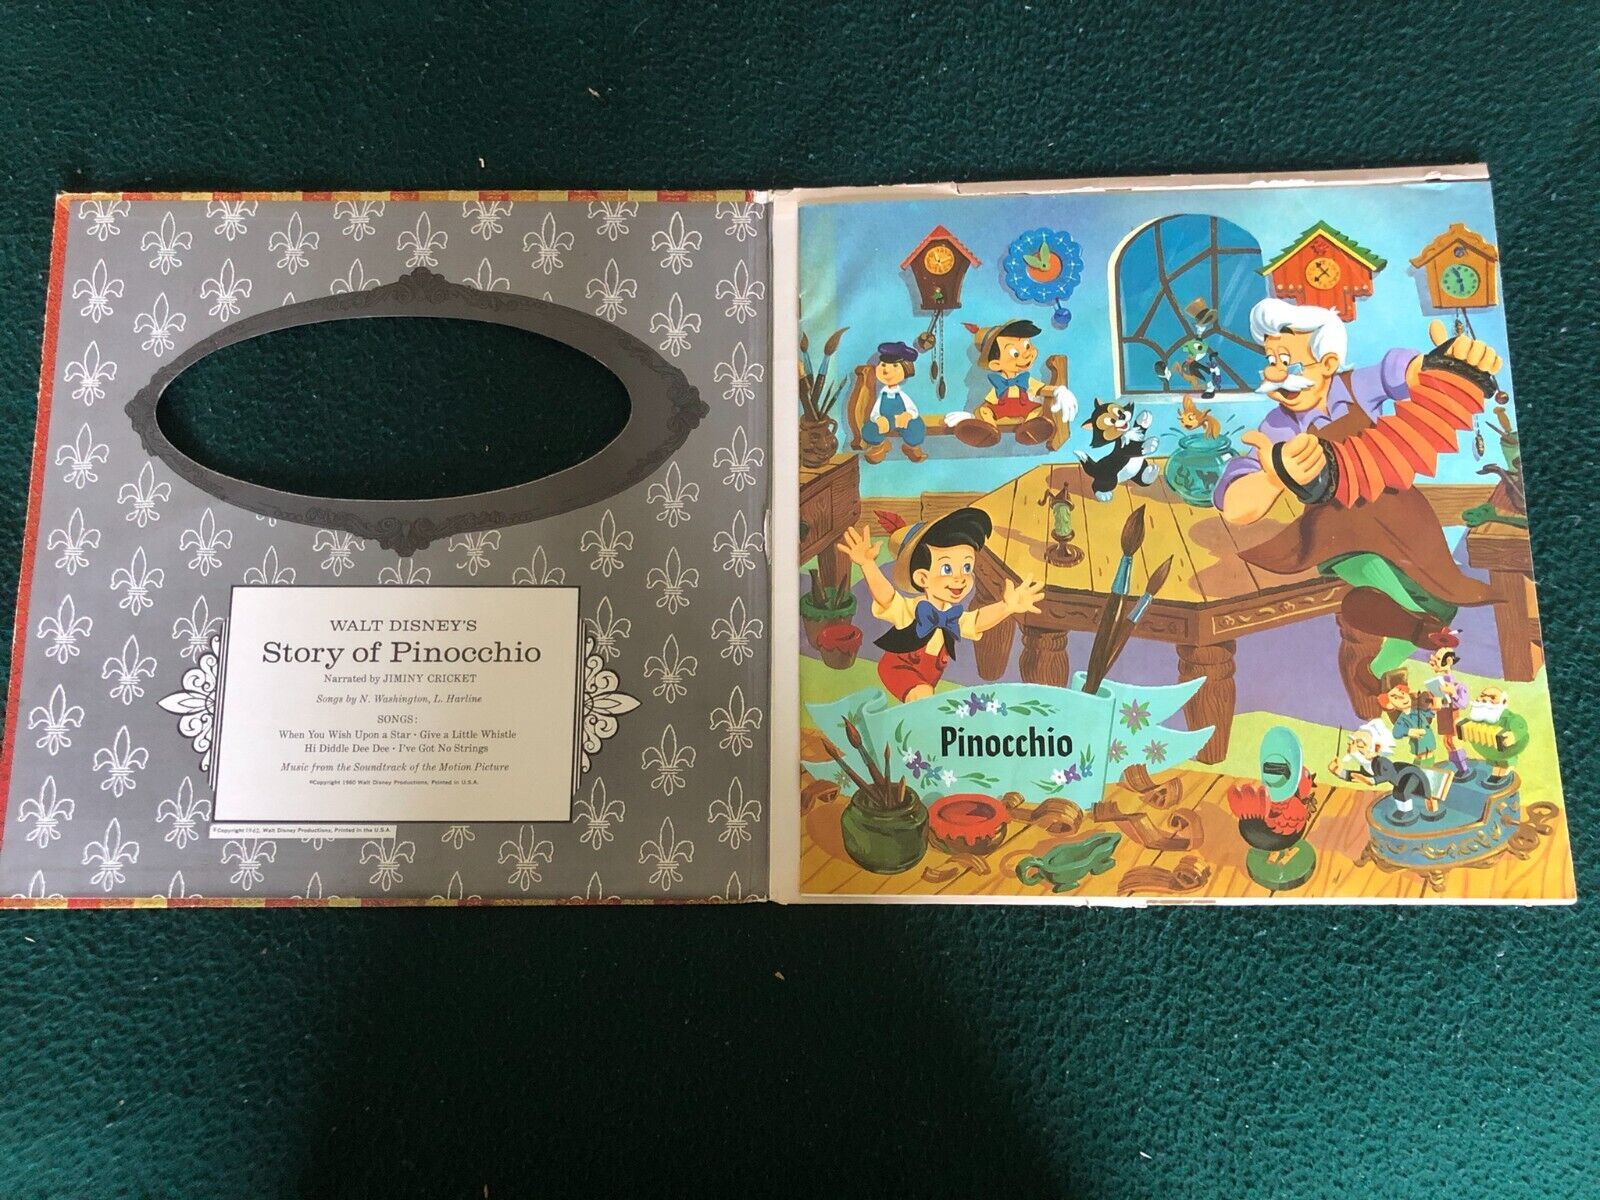 WALT DISNEY'S
Story of Pinocchio
Narrated by JIMINY CRICKET
Songs by N. Washington, L. Harline
SONGS:
When You Wish Upon a Star • Give a Little Whistle
Hi Diddle Dee Dee • I've Got No Strings
Music from the Soundtrack of the Motion Picture
©Copyright 1960 Walt Disney Productions, Printed in U.S.A.
©Copyright 1962, Walt Disney Productions, Printed in the U.S.A.
Pinocchio